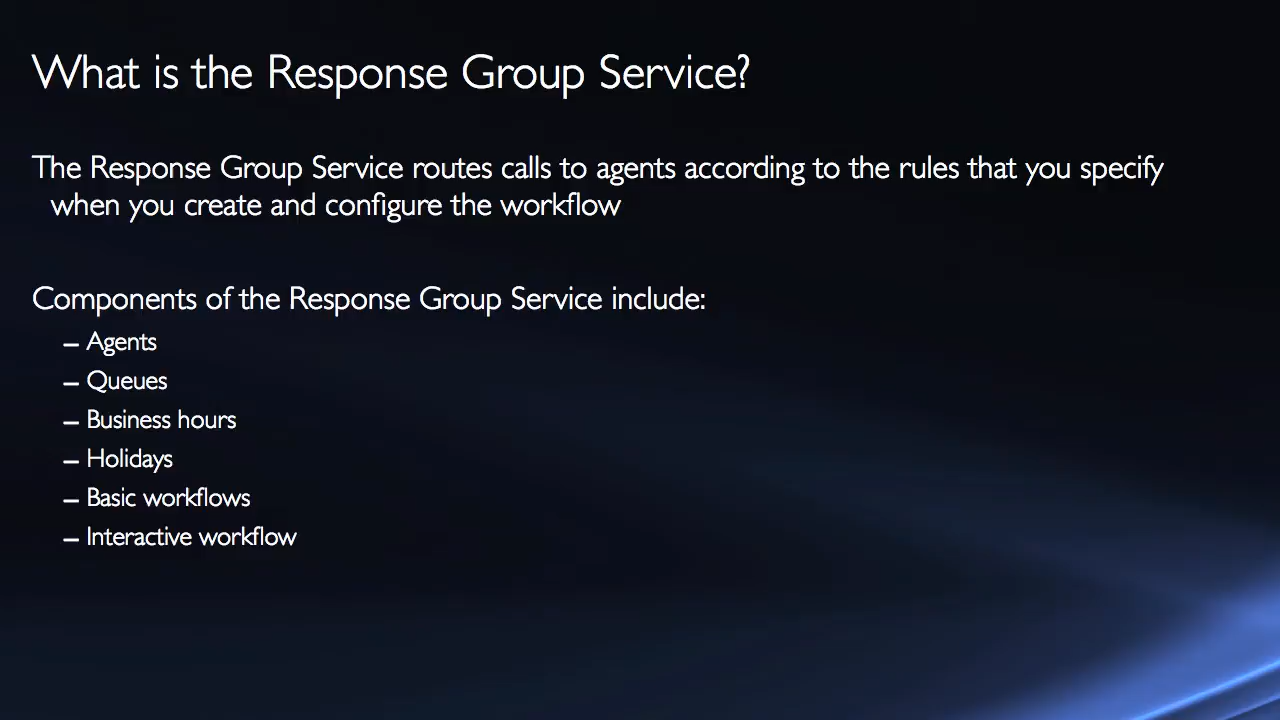 What is the Response Group Service?
The Response Group Service routes calls to agents according to the rules that you specify
when you create and configure the workflow
Components of the Response Group Service include:
– Agents
– Queues
– Business hours
– Holidays
– Basic workflows
– Interactive workflow